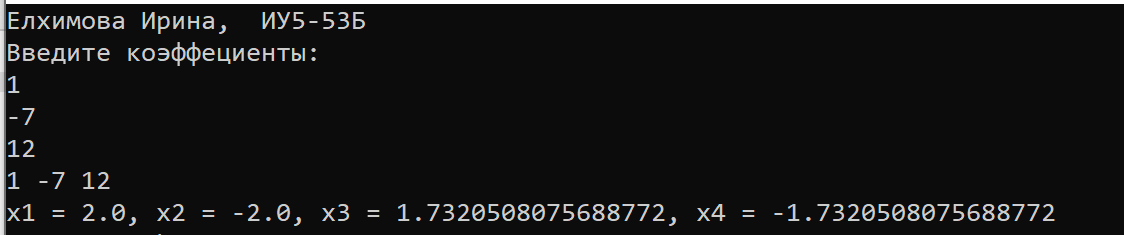 Елхимова Ирина,  ИУ5-53Б
Введите коэффециенты:
1
-7
12
1 -7 12
x1 = 2.0, x2 = -2.0, x3 = 1.7320508075688772, x4 = -1.7320508075688772